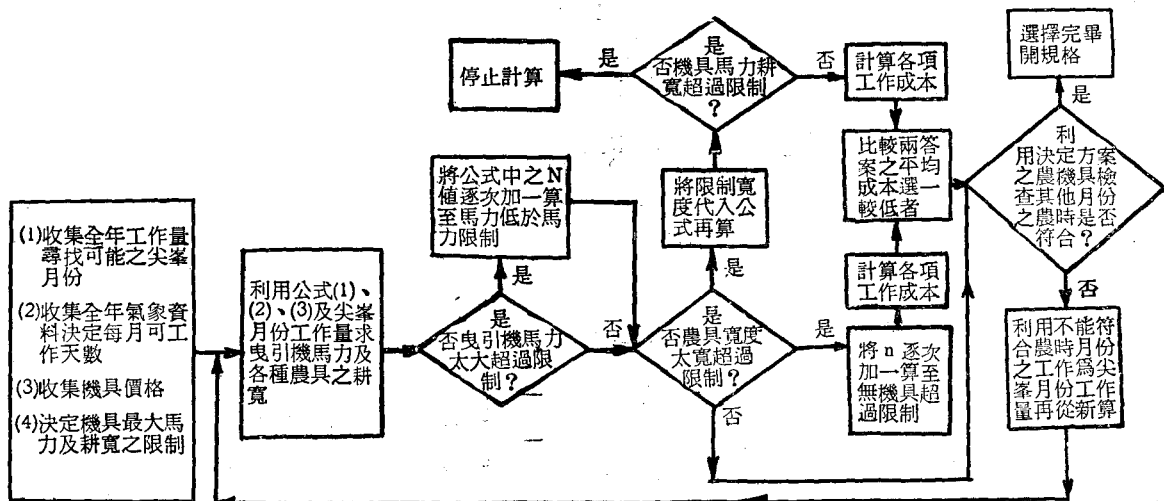 停止計算
是
是
否機具馬力耕
寬超過限制
?
否
計算各項
工作成本
選擇完畢
開規格
是
利
用決定方案
之農機具檢
查其他月份
之農時是否
符合?
比較兩答
案之平均
成本選一
較低者
將公式中之N
值逐次加一算
至馬力低於馬
力限制
將限制寬
度代入公
式再算
計算各項
工作成本
(1)收集全年工作量
尋找可能之尖峯
月份
(2)收集全年氣象資
料決定每月可工
作天數
(3)收集機具價格
(4)決定機具最大馬
力及耕寬之限制
利用公式(1)、
(2)、(3)及尖峯
月份工作量求
曳引機馬力及
各種農具之耕
寬
是
是
否曳引機馬力
太大超過限
制?
否
是
是
否農具寬度
太寬超過
限制?
是
否
將n逐次
加一算至
無機具超
過限制
否
利用不能符
合農時月份
之工作爲尖
峯月份工作
量再從新算